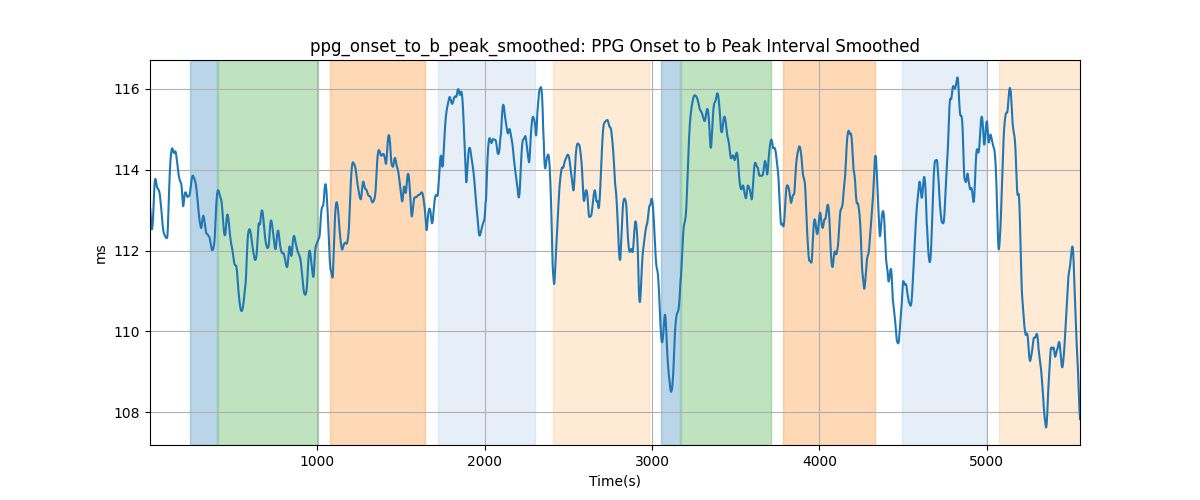 ppg_onset_to_b_peak_smoothed: PPG Onset to b Peak Interval Smoothed
116
114
112
110
108
ms
1000 2000 3000 4000 5000
Time(s)